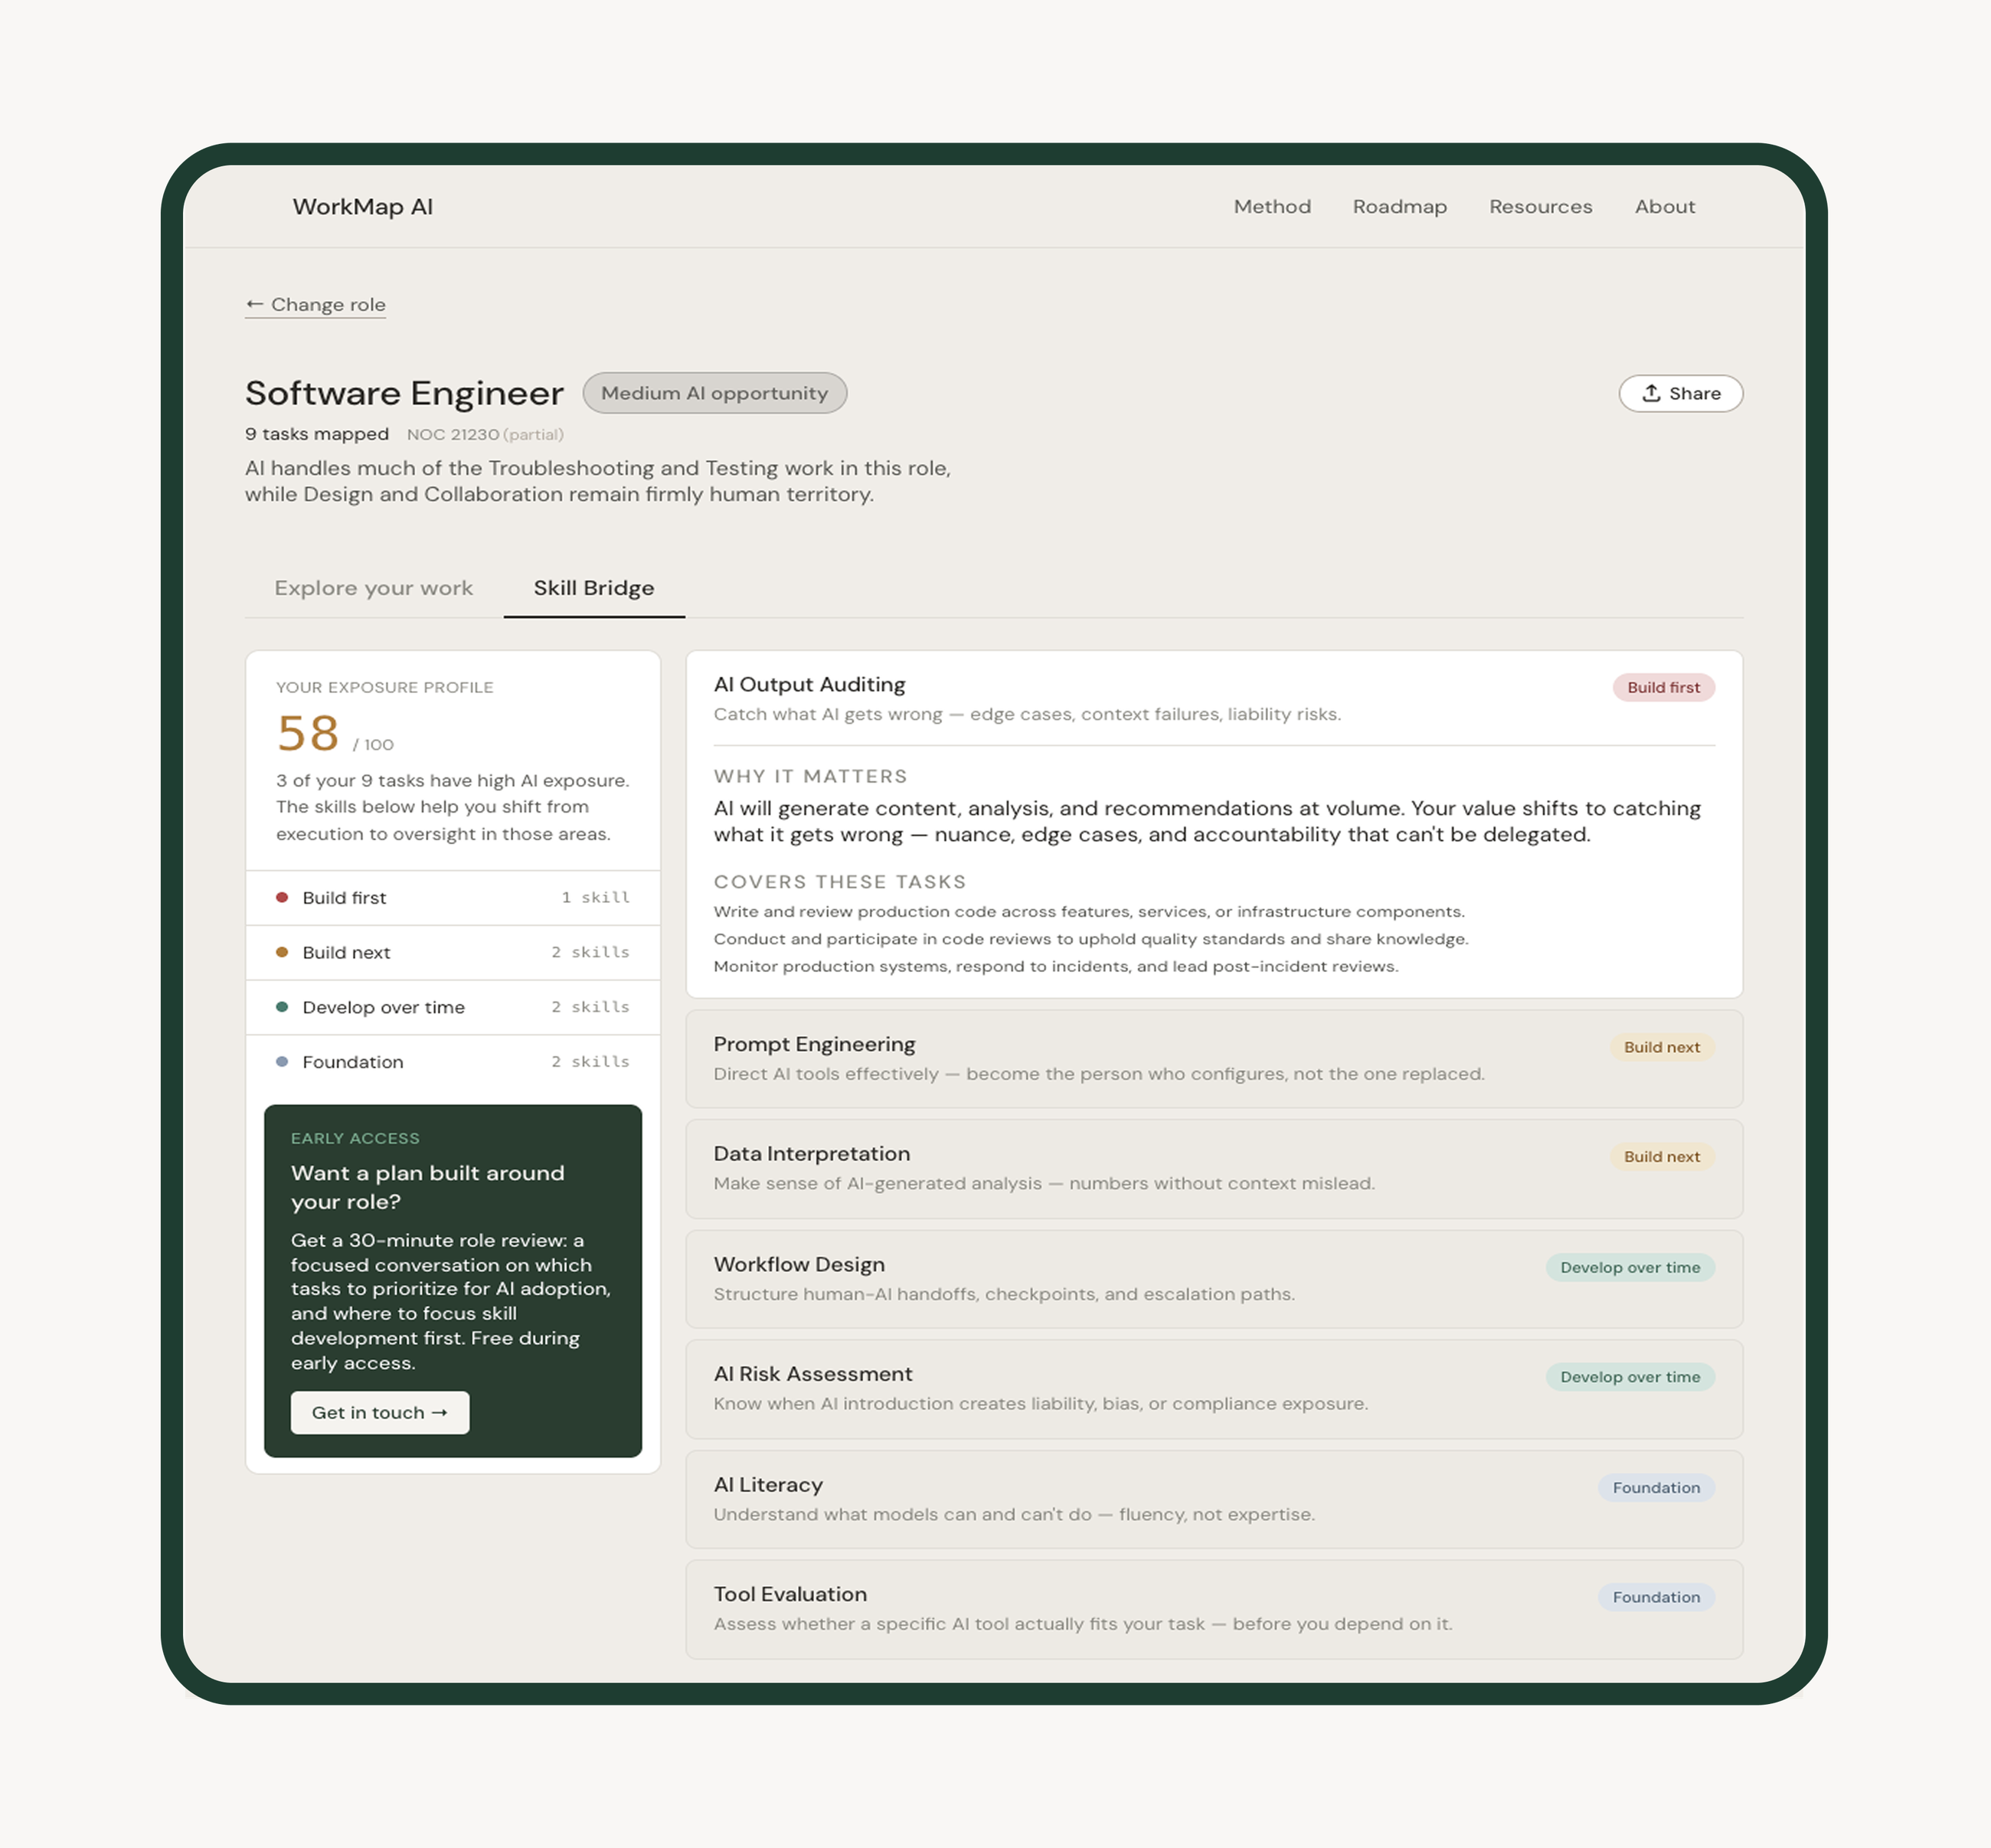 WorkMap AI
Method Roadmap Resources About
← Change role
Software Engineer Medium AI opportunity
Share
9 tasks mapped NOC 21230 (partial)
AI handles much of the Troubleshooting and Testing work in this role,
while Design and Collaboration remain firmly human territory.
Explore your work Skill Bridge
YOUR EXPOSURE PROFILE
58 / 100
3 of your 9 tasks have high AI exposure.
The skills below help you shift from
execution to oversight in those areas.
Build first 1 skill
Build next 2 skills
Develop over time 2 skills
Foundation 2 skills
EARLY ACCESS
Want a plan built around
your role?
Get a 30-minute role review: a
focused conversation on which
tasks to prioritize for AI adoption,
and where to focus skill
development first. Free during
early access.
Get in touch →
AI Output Auditing Build first
Catch what AI gets wrong — edge cases, context failures, liability risks.
WHY IT MATTERS
AI will generate content, analysis, and recommendations at volume. Your value shifts to catching
what it gets wrong — nuance, edge cases, and accountability that can't be delegated.
COVERS THESE TASKS
Write and review production code across features, services, or infrastructure components.
Conduct and participate in code reviews to uphold quality standards and share knowledge.
Monitor production systems, respond to incidents, and lead post-incident reviews.
Prompt Engineering Build next
Direct AI tools effectively — become the person who configures, not the one replaced.
Data Interpretation Build next
Make sense of AI-generated analysis — numbers without context mislead.
Workflow Design Develop over time
Structure human-AI handoffs, checkpoints, and escalation paths.
AI Risk Assessment Develop over time
Know when AI introduction creates liability, bias, or compliance exposure.
AI Literacy Foundation
Understand what models can and can't do — fluency, not expertise.
Tool Evaluation Foundation
Assess whether a specific AI tool actually fits your task — before you depend on it.